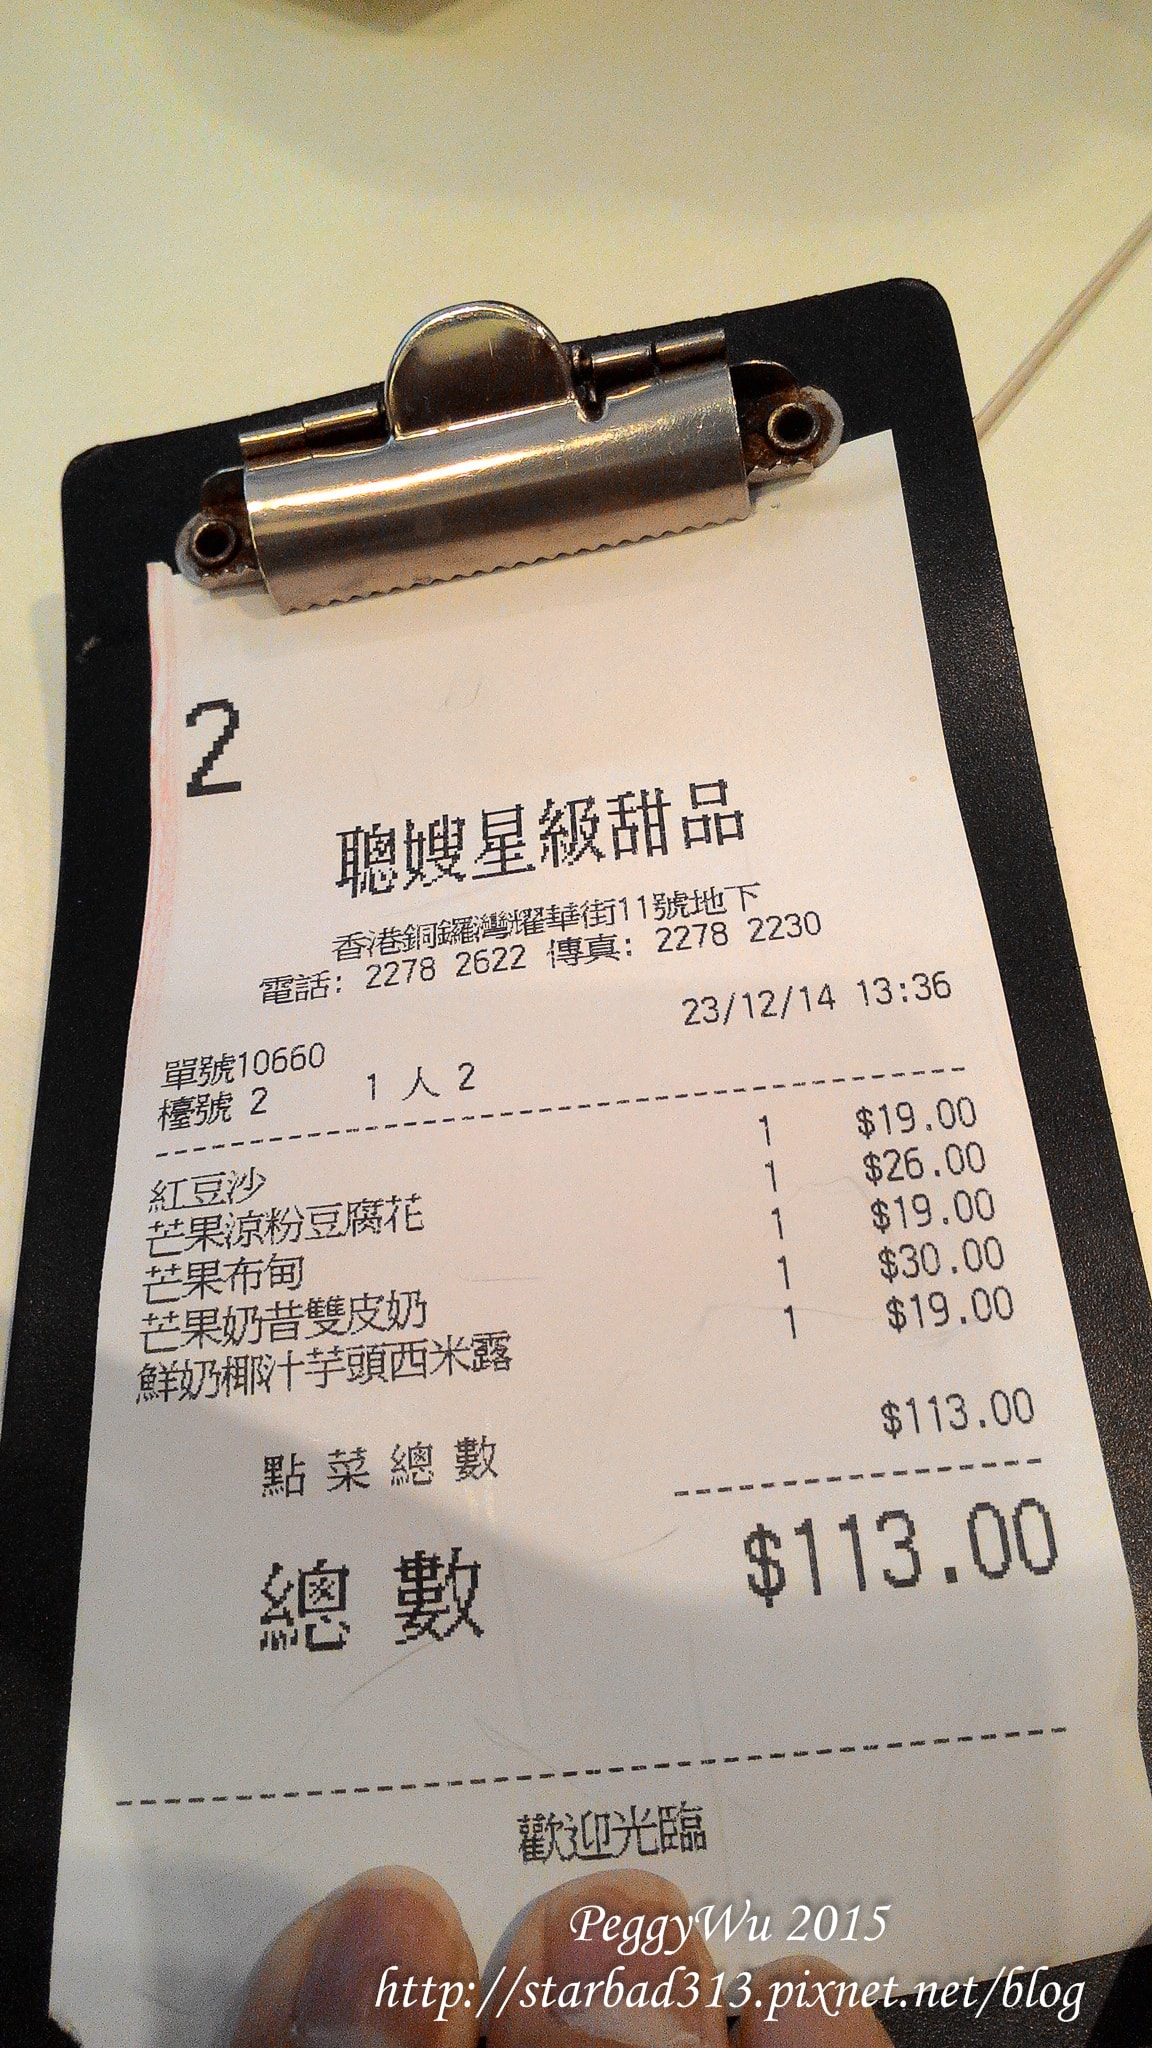 2
聰嫂星級甜品
香港銅鑼灣耀華街11號地下
電話: 2278 2622 傳真: 2278 2230
23/12/14 13:36
單號10660
檯號 2 1 人 2
紅豆沙 1 $19.00
芒果涼粉豆腐花 1 $26.00
芒果布甸 1 $19.00
芒果奶昔雙皮奶 1 $30.00
鮮奶椰汁芋頭西米露 1 $19.00
點菜總數 $113.00
總數 $113.00
歡迎光臨
PeggyWu 2015
http://starbad313.pixnet.net/blog